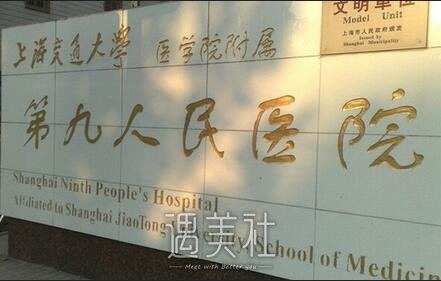 文明单位
Model Unit
上海市人民政府颁发
Issued by
Shanghai Municipality
上海交通大学 医学院附属
第九人民医院
Shanghai Ninth People's Hospital
Affiliated to Shanghai JiaoTong University School of Medicin
遇美社
Meet with better you